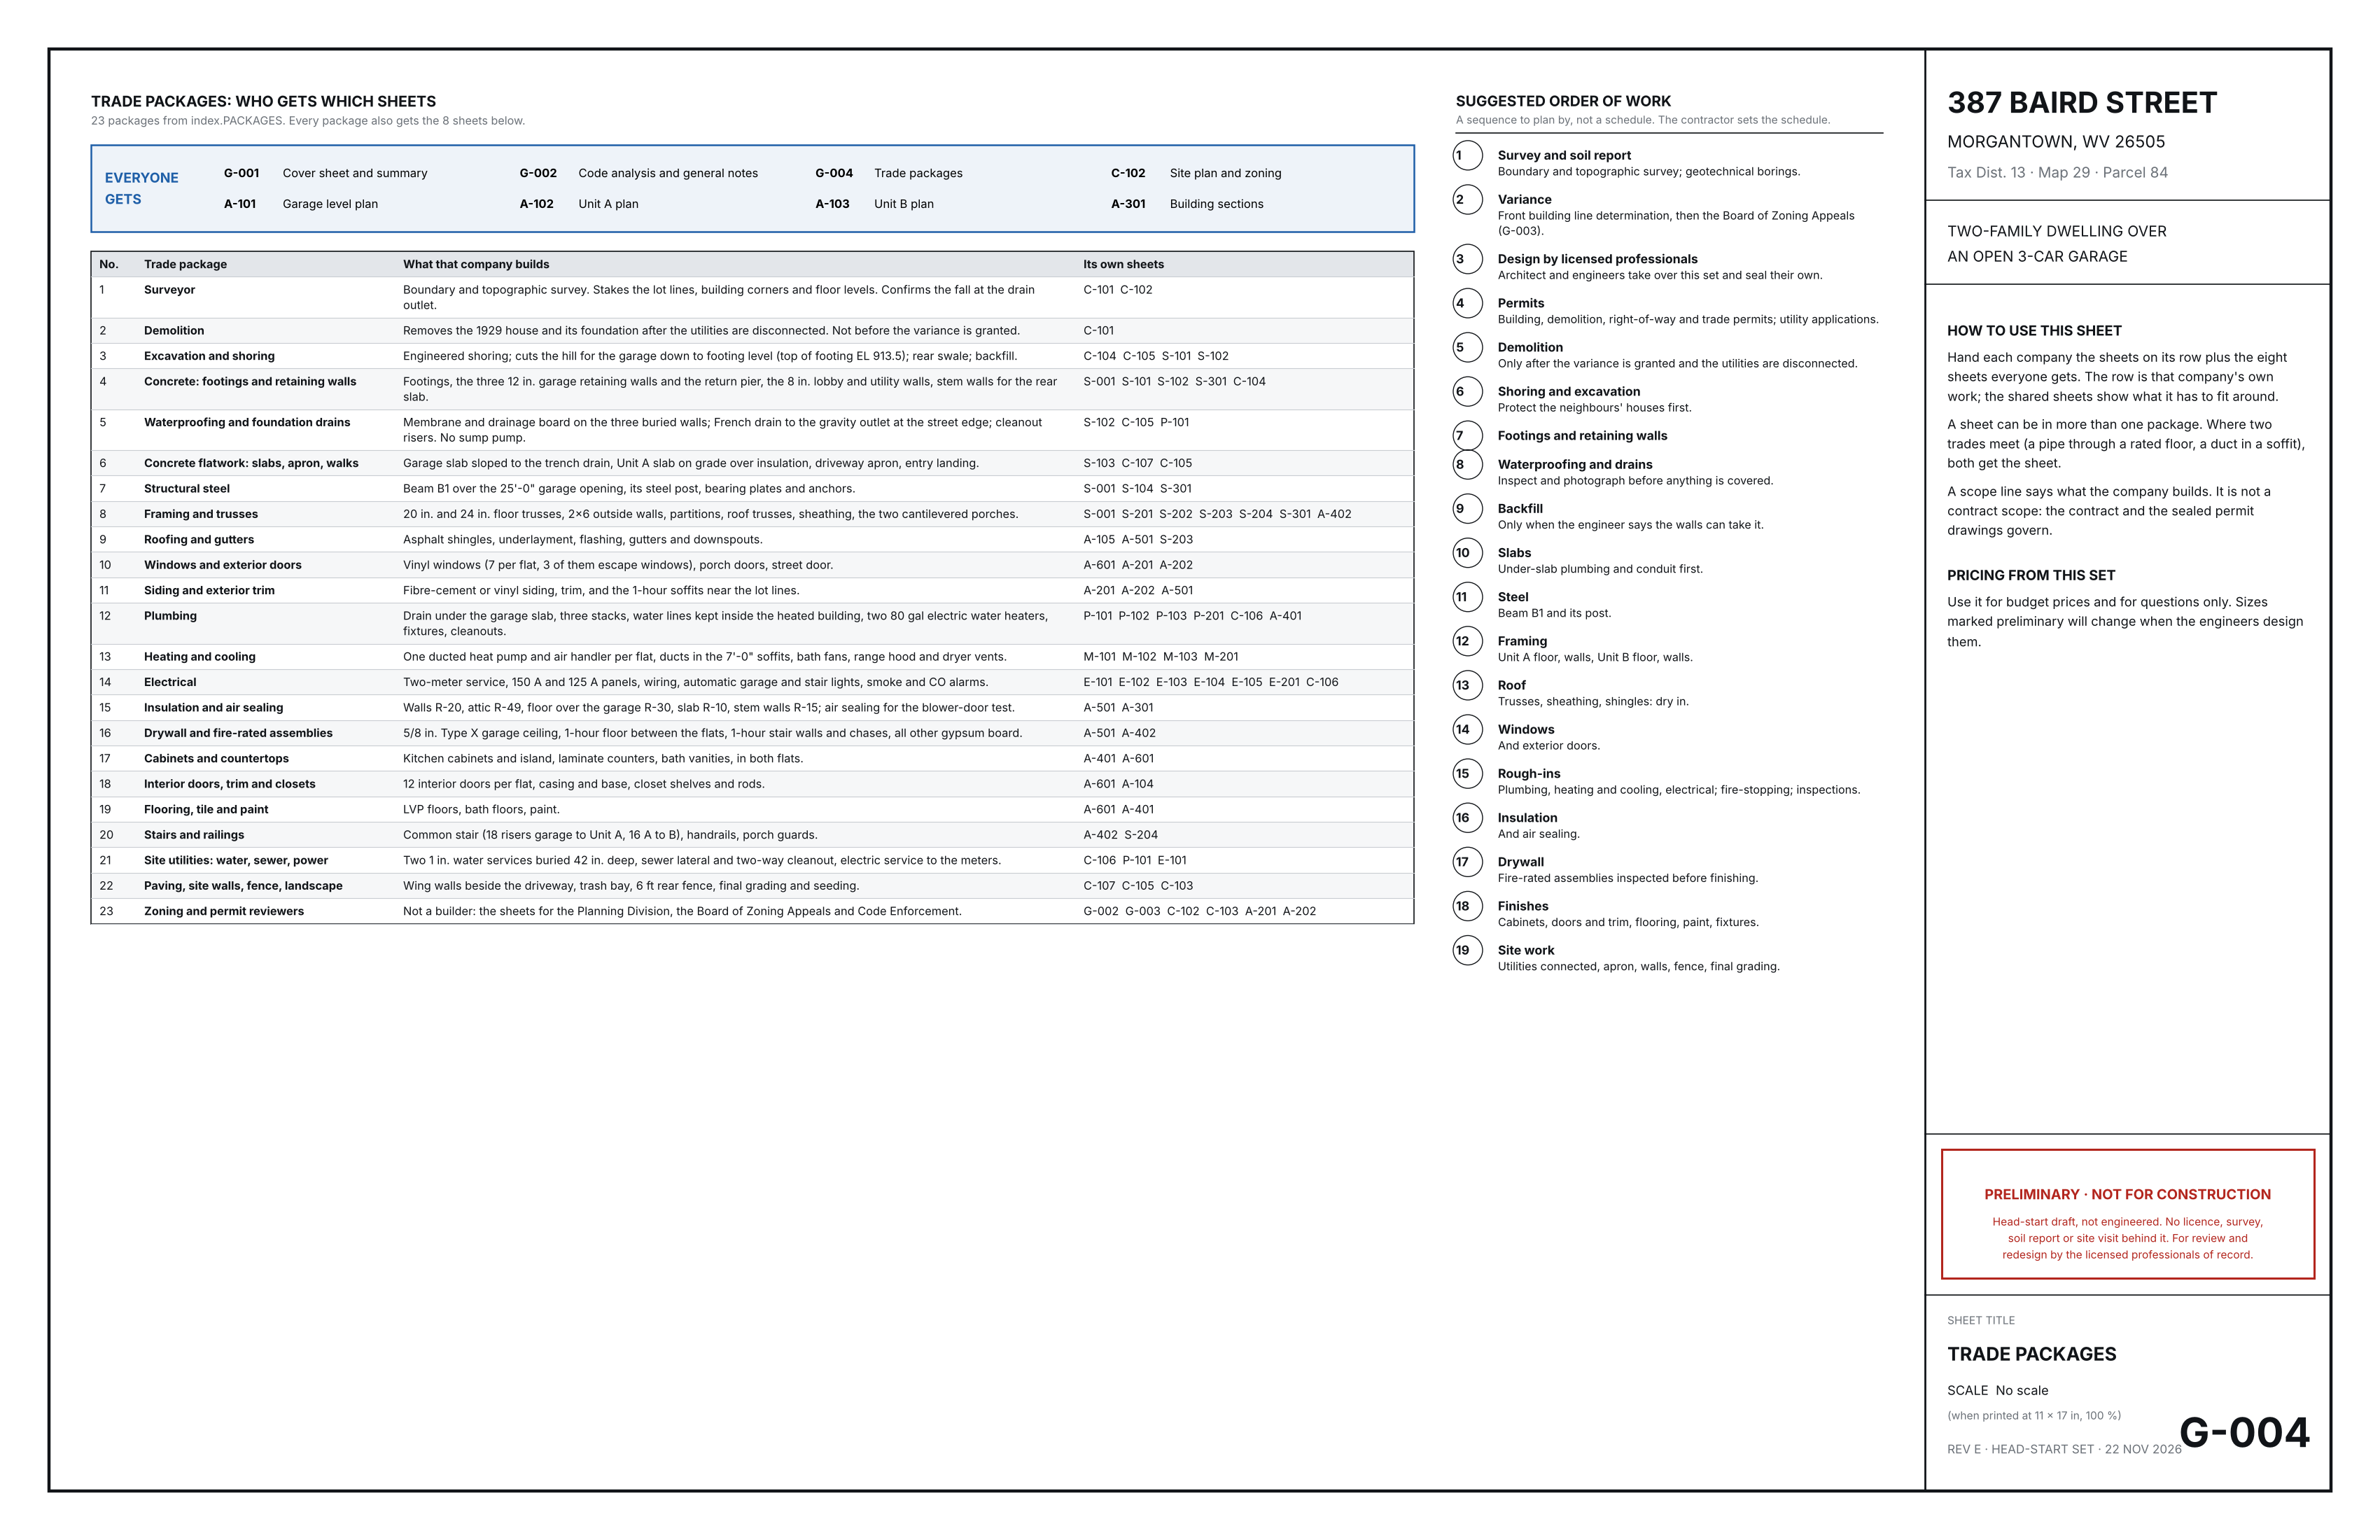 TRADE PACKAGES: WHO GETS WHICH SHEETS
23 packages from index.PACKAGES. Every package also gets the 8 sheets below.
EVERYONE
GETS
G-001 Cover sheet and summary G-002 Code analysis and general notes G-004 Trade packages C-102 Site plan and zoning
A-101 Garage level plan A-102 Unit A plan A-103 Unit B plan A-301 Building sections
No. Trade package What that company builds Its own sheets
1 Surveyor Boundary and topographic survey. Stakes the lot lines, building corners and floor levels. Confirms the fall at the drain C-101 C-102
outlet.
2 Demolition Removes the 1929 house and its foundation after the utilities are disconnected. Not before the variance is granted. C-101
3 Excavation and shoring Engineered shoring; cuts the hill for the garage down to footing level (top of footing EL 913.5); rear swale; backfill. C-104 C-105 S-101 S-102
4 Concrete: footings and retaining walls Footings, the three 12 in. garage retaining walls and the return pier, the 8 in. lobby and utility walls, stem walls for the rear S-001 S-101 S-102 S-301 C-104
slab.
5 Waterproofing and foundation drains Membrane and drainage board on the three buried walls; French drain to the gravity outlet at the street edge; cleanout S-102 C-105 P-101
risers. No sump pump.
6 Concrete flatwork: slabs, apron, walks Garage slab sloped to the trench drain, Unit A slab on grade over insulation, driveway apron, entry landing. S-103 C-107 C-105
7 Structural steel Beam B1 over the 25'-0" garage opening, its steel post, bearing plates and anchors. S-001 S-104 S-301
8 Framing and trusses 20 in. and 24 in. floor trusses, 2×6 outside walls, partitions, roof trusses, sheathing, the two cantilevered porches. S-001 S-201 S-202 S-203 S-204 S-301 A-402
9 Roofing and gutters Asphalt shingles, underlayment, flashing, gutters and downspouts. A-105 A-501 S-203
10 Windows and exterior doors Vinyl windows (7 per flat, 3 of them escape windows), porch doors, street door. A-601 A-201 A-202
11 Siding and exterior trim Fibre-cement or vinyl siding, trim, and the 1-hour soffits near the lot lines. A-201 A-202 A-501
12 Plumbing Drain under the garage slab, three stacks, water lines kept inside the heated building, two 80 gal electric water heaters, P-101 P-102 P-103 P-201 C-106 A-401
fixtures, cleanouts.
13 Heating and cooling One ducted heat pump and air handler per flat, ducts in the 7'-0" soffits, bath fans, range hood and dryer vents. M-101 M-102 M-103 M-201
14 Electrical Two-meter service, 150 A and 125 A panels, wiring, automatic garage and stair lights, smoke and CO alarms. E-101 E-102 E-103 E-104 E-105 E-201 C-106
15 Insulation and air sealing Walls R-20, attic R-49, floor over the garage R-30, slab R-10, stem walls R-15; air sealing for the blower-door test. A-501 A-301
16 Drywall and fire-rated assemblies 5/8 in. Type X garage ceiling, 1-hour floor between the flats, 1-hour stair walls and chases, all other gypsum board. A-501 A-402
17 Cabinets and countertops Kitchen cabinets and island, laminate counters, bath vanities, in both flats. A-401 A-601
18 Interior doors, trim and closets 12 interior doors per flat, casing and base, closet shelves and rods. A-601 A-104
19 Flooring, tile and paint LVP floors, bath floors, paint. A-601 A-401
20 Stairs and railings Common stair (18 risers garage to Unit A, 16 A to B), handrails, porch guards. A-402 S-204
21 Site utilities: water, sewer, power Two 1 in. water services buried 42 in. deep, sewer lateral and two-way cleanout, electric service to the meters. C-106 P-101 E-101
22 Paving, site walls, fence, landscape Wing walls beside the driveway, trash bay, 6 ft rear fence, final grading and seeding. C-107 C-105 C-103
23 Zoning and permit reviewers Not a builder: the sheets for the Planning Division, the Board of Zoning Appeals and Code Enforcement. G-002 G-003 C-102 C-103 A-201 A-202
SUGGESTED ORDER OF WORK
A sequence to plan by, not a schedule. The contractor sets the schedule.
1 Survey and soil report
Boundary and topographic survey; geotechnical borings.
2 Variance
Front building line determination, then the Board of Zoning Appeals
(G-003).
3 Design by licensed professionals
Architect and engineers take over this set and seal their own.
4 Permits
Building, demolition, right-of-way and trade permits; utility applications.
5 Demolition
Only after the variance is granted and the utilities are disconnected.
6 Shoring and excavation
Protect the neighbours' houses first.
7 Footings and retaining walls
8 Waterproofing and drains
Inspect and photograph before anything is covered.
9 Backfill
Only when the engineer says the walls can take it.
10 Slabs
Under-slab plumbing and conduit first.
11 Steel
Beam B1 and its post.
12 Framing
Unit A floor, walls, Unit B floor, walls.
13 Roof
Trusses, sheathing, shingles: dry in.
14 Windows
And exterior doors.
15 Rough-ins
Plumbing, heating and cooling, electrical; fire-stopping; inspections.
16 Insulation
And air sealing.
17 Drywall
Fire-rated assemblies inspected before finishing.
18 Finishes
Cabinets, doors and trim, flooring, paint, fixtures.
19 Site work
Utilities connected, apron, walls, fence, final grading.
387 BAIRD STREET
MORGANTOWN, WV 26505
Tax Dist. 13 · Map 29 · Parcel 84
TWO-FAMILY DWELLING OVER
AN OPEN 3-CAR GARAGE
HOW TO USE THIS SHEET
Hand each company the sheets on its row plus the eight
sheets everyone gets. The row is that company's own
work; the shared sheets show what it has to fit around.
A sheet can be in more than one package. Where two
trades meet (a pipe through a rated floor, a duct in a soffit),
both get the sheet.
A scope line says what the company builds. It is not a
contract scope: the contract and the sealed permit
drawings govern.
PRICING FROM THIS SET
Use it for budget prices and for questions only. Sizes
marked preliminary will change when the engineers design
them.
PRELIMINARY · NOT FOR CONSTRUCTION
Head-start draft, not engineered. No licence, survey,
soil report or site visit behind it. For review and
redesign by the licensed professionals of record.
SHEET TITLE
TRADE PACKAGES
SCALE No scale
(when printed at 11 × 17 in, 100 %)
REV E · HEAD-START SET · 22 NOV 2026
G-004